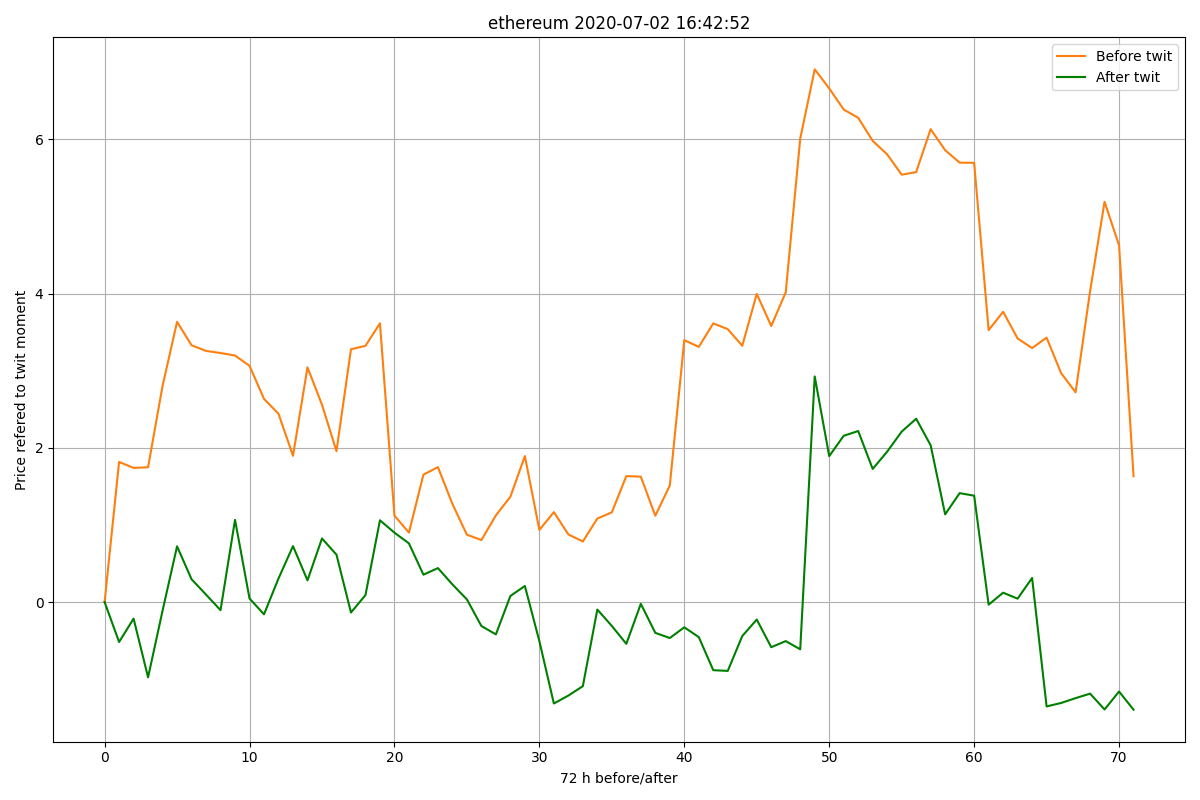 ethereum 2020-07-02 16:42:52
Before twit
After twit
Price refered to twit moment
6
4
2
0
0 10 20 30 40 50 60 70
72 h before/after